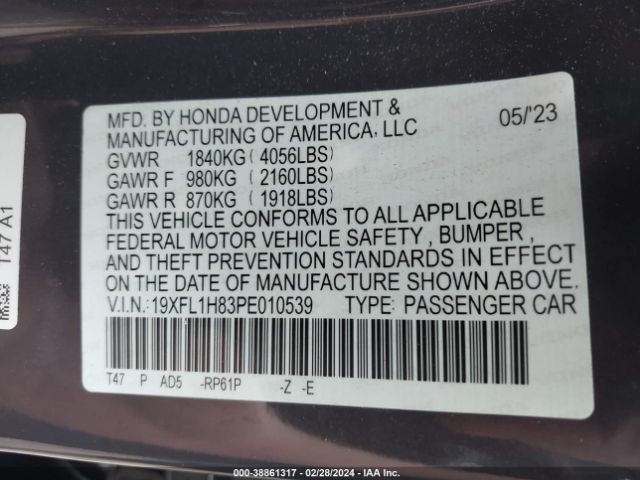 MFD. BY HONDA DEVELOPMENT &
MANUFACTURING OF AMERICA, LLC 05/'23
GVWR 1840KG ( 4056LBS)
GAWR F 980KG ( 2160LBS)
GAWR R 870KG ( 1918LBS)
THIS VEHICLE CONFORMS TO ALL APPLICABLE
FEDERAL MOTOR VEHICLE SAFETY , BUMPER ,
AND THEFT PREVENTION STANDARDS IN EFFECT
ON THE DATE OF MANUFACTURE SHOWN ABOVE.
V.I.N.: 19XFL1H83PE010539 TYPE: PASSENGER CAR
T47 P AD5 -RP61P -Z -E
T47 A1
000-38861317 - 02/28/2024 - IAA Inc.